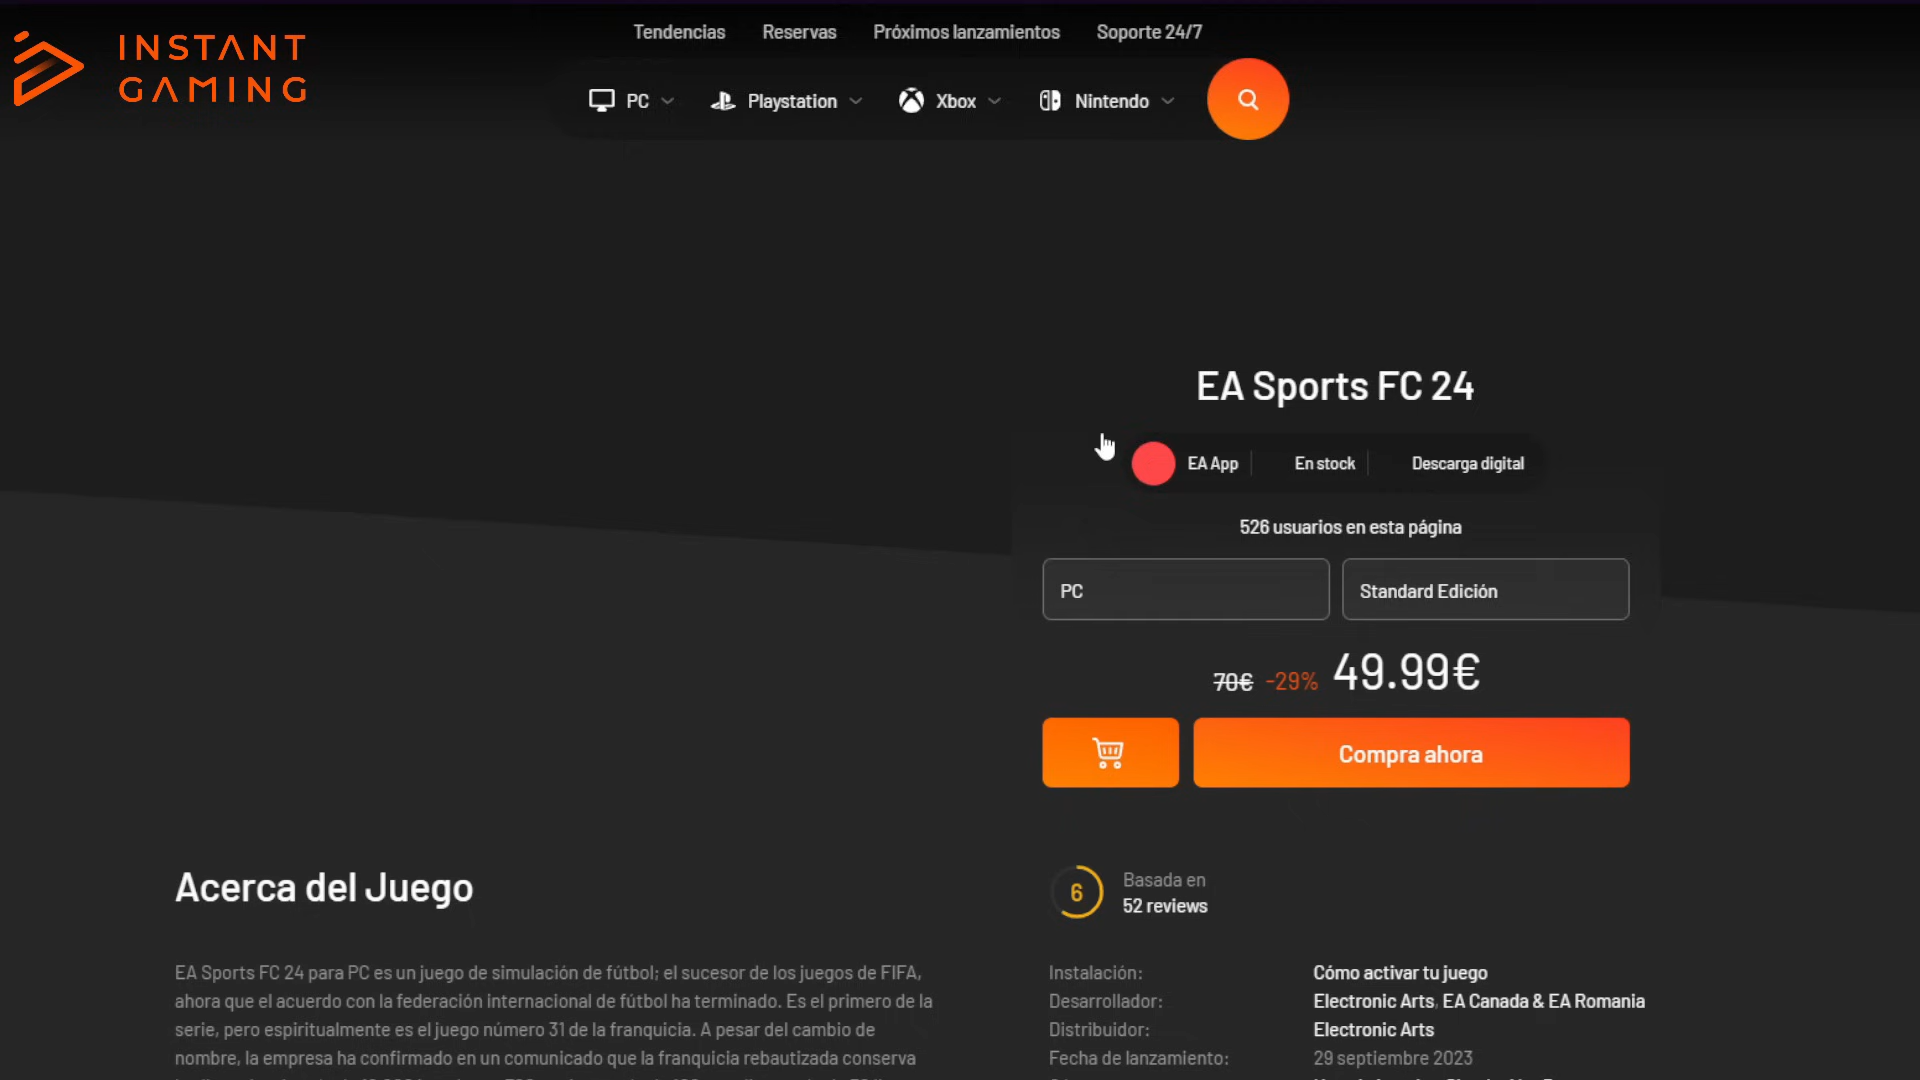 INSTANT
GAMING
Tendencias
Reservas
Próximos lanzamientos
Soporte 24/7
PC
Playstation
Xbox
Nintendo
EA Sports FC 24
EA App
En stock
Descarga digital
526 usuarios en esta página
PC
Standard Edición
70€ -29% 49.99€
Compra ahora
Acerca del Juego
EA Sports FC 24 para PC es un juego de simulación de fútbol; el sucesor de los juegos de FIFA,
ahora que el acuerdo con la federación internacional de fútbol ha terminado. Es el primero de la
serie, pero espiritualmente es el juego número 31 de la franquicia. A pesar del cambio de
nombre, la empresa ha confirmado en un comunicado que la franquicia rebautizada conserva
6
Basada en
52 reviews
Instalación: Cómo activar tu juego
Desarrollador: Electronic Arts, EA Canada & EA Romania
Distribuidor: Electronic Arts
Fecha de lanzamiento: 29 septiembre 2023